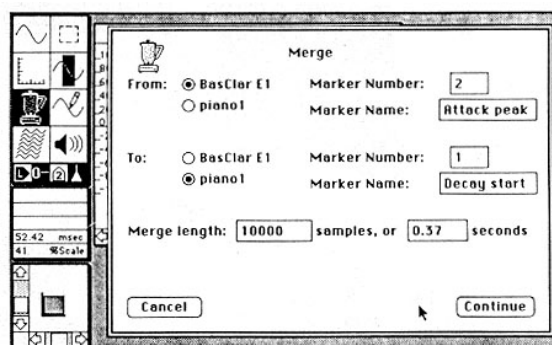 Merge
From: BasClar E1 Marker Number: 2
piano1 Marker Name: Attack peak
To: BasClar E1 Marker Number: 1
piano1 Marker Name: Decay start
Merge length: 10000 samples, or 0.37 seconds
Cancel Continue
52.42 msec
41 %Scale